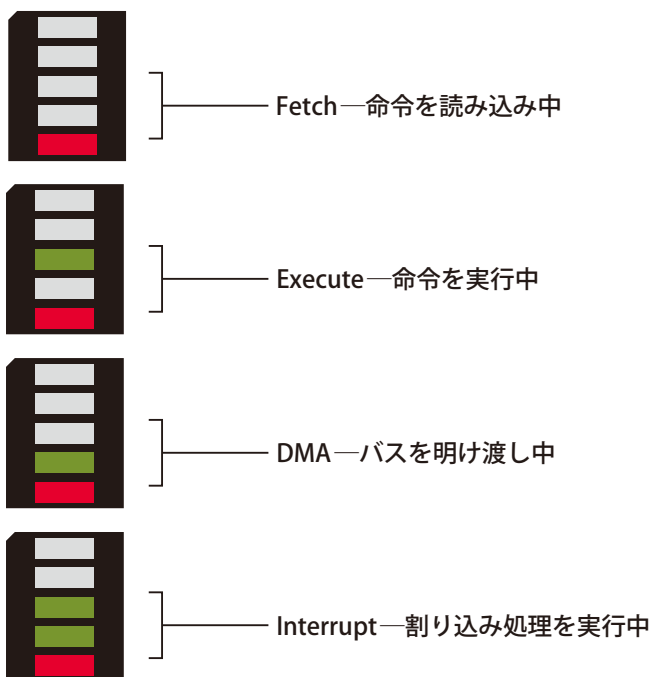 Fetch―命令を読み込み中
Execute―命令を実行中
DMA―バスを明け渡し中
Interrupt―割り込み処理を実行中